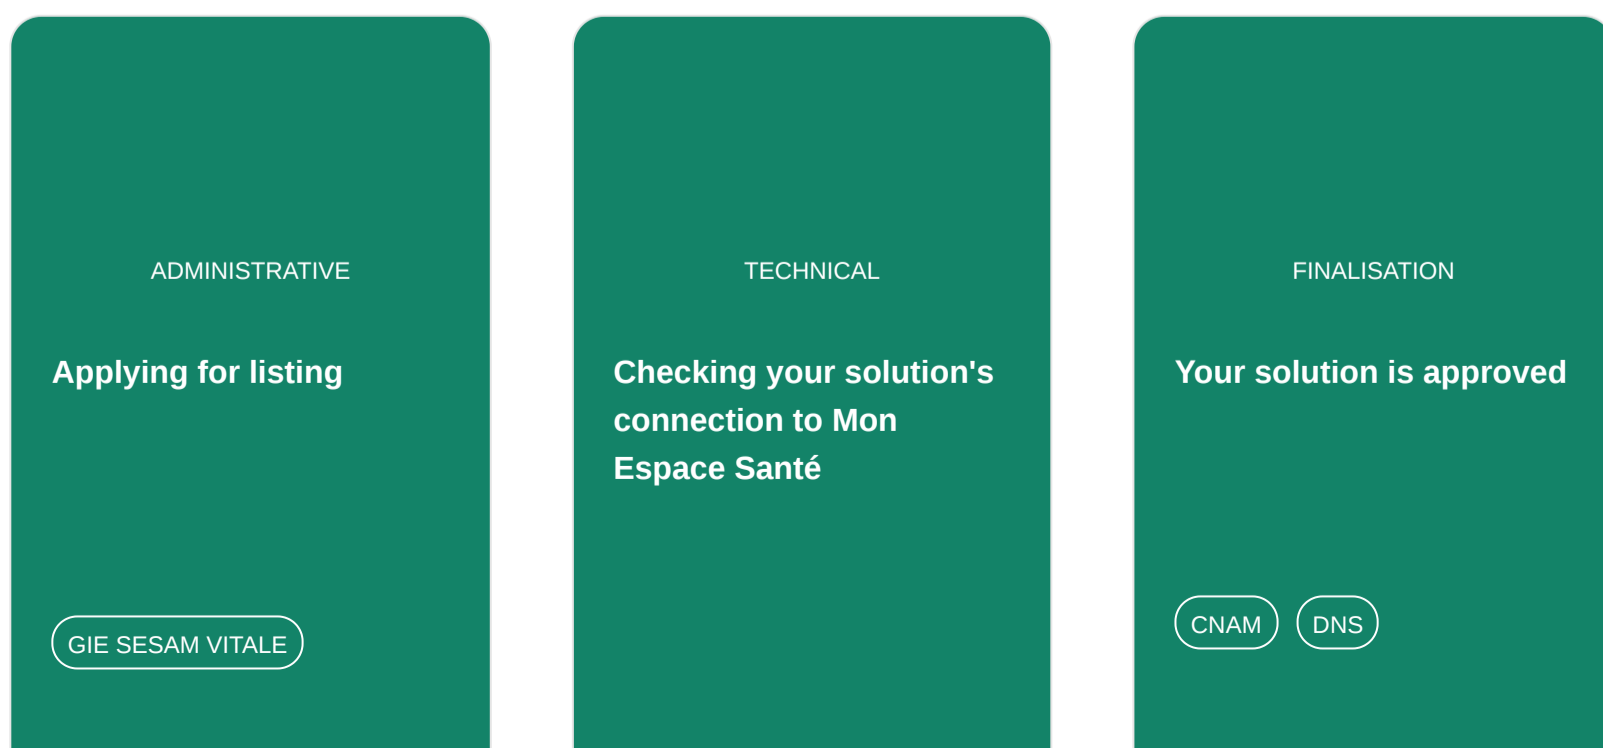 ADMINISTRATIVE
Applying for listing
GIE SESAM VITALE
TECHNICAL
Checking your solution's
connection to Mon
Espace Santé
FINALISATION
Your solution is approved
CNAM
DNS